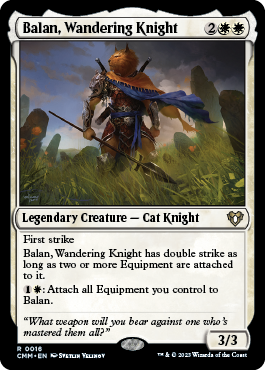 Balan, Wandering Knight 2
Legendary Creature — Cat Knight
First strike
Balan, Wandering Knight has double strike as
long as two or more Equipment are attached
to it.
1 : Attach all Equipment you control to
Balan.
“What weapon will you bear against one who’s
mastered them all?”
3/3
R 0016
CMM • EN Svetlin Velinov
™ & © 2023 Wizards of the Coast